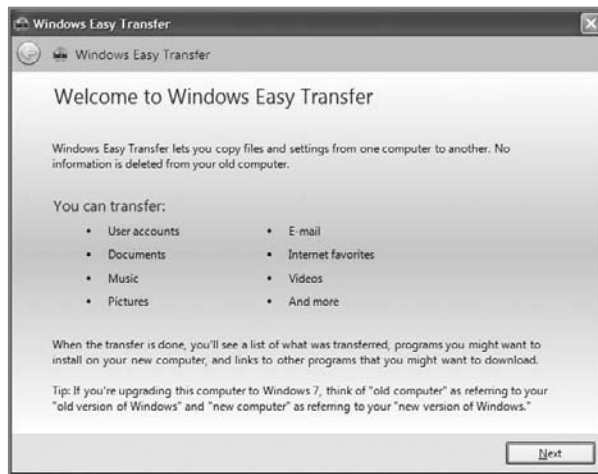 Windows Easy Transfer
Windows Easy Transfer
Welcome to Windows Easy Transfer
Windows Easy Transfer lets you copy files and settings from one computer to another. No
information is deleted from your old computer.
You can transfer:
• User accounts
• Documents
• Music
• Pictures
• E-mail
• Internet favorites
• Videos
• And more
When the transfer is done, you'll see a list of what was transferred, programs you might want to
install on your new computer, and links to other programs that you might want to download.
Tip: If you're upgrading this computer to Windows 7, think of "old computer" as referring to your
"old version of Windows" and "new computer" as referring to your "new version of Windows."
Next